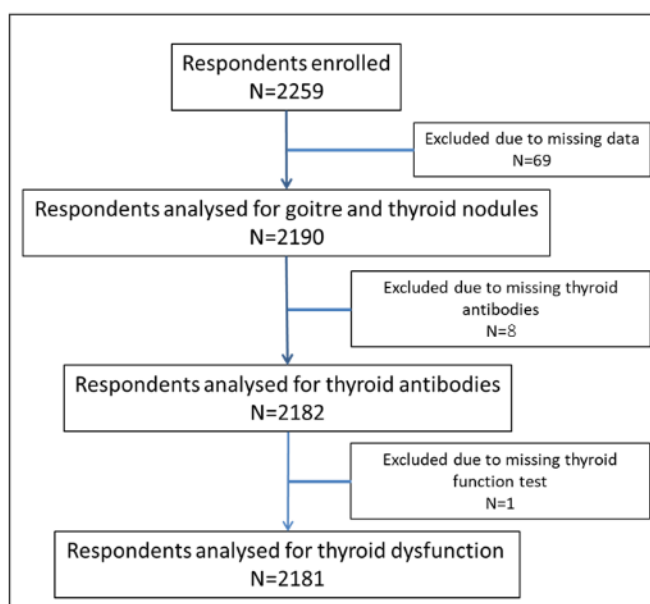 Respondents enrolled
N=2259
Excluded due to missing data
N=69
Respondents analysed for goitre and thyroid nodules
N=2190
Excluded due to missing thyroid
antibodies
N=8
Respondents analysed for thyroid antibodies
N=2182
Excluded due to missing thyroid
function test
N=1
Respondents analysed for thyroid dysfunction
N=2181